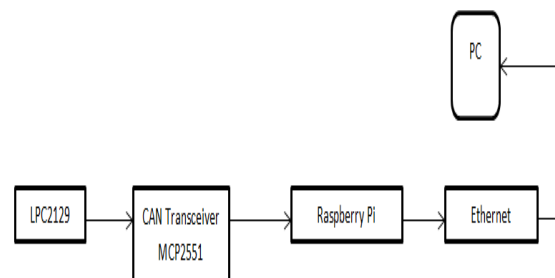 PC
LPC2129
CAN Transceiver
MCP2551
Raspberry Pi
Ethernet